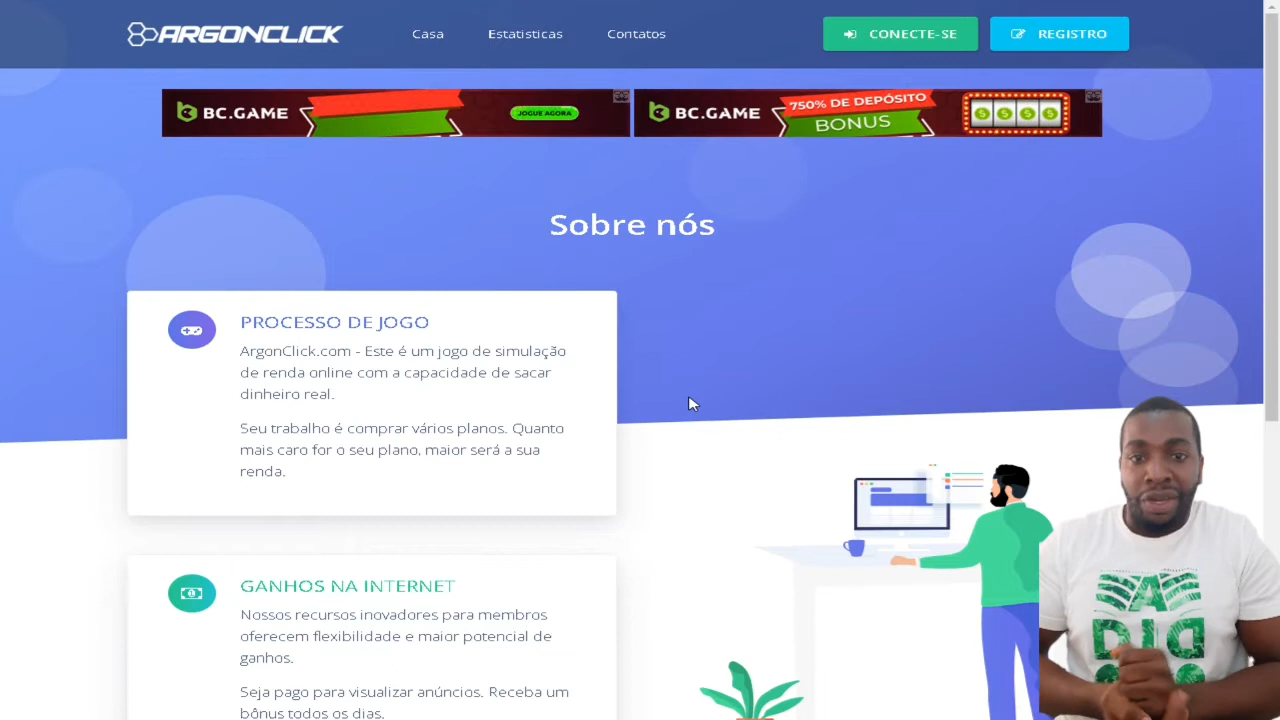 ARGONCLICK
Casa
Estatisticas
Contatos
CONECTE-SE
REGISTRO
BC.GAME
JOGUE AGORA
BC.GAME
750% DE DEPÓSITO
BONUS
Sobre nós
PROCESSO DE JOGO
ArgonClick.com - Este é um jogo de simulação
de renda online com a capacidade de sacar
dinheiro real.
Seu trabalho é comprar vários planos. Quanto
mais caro for o seu plano, maior será a sua
renda.
GANHOS NA INTERNET
Nossos recursos inovadores para membros
oferecem flexibilidade e maior potencial de
ganhos.
Seja pago para visualizar anúncios. Receba um
bônus todos os dias.